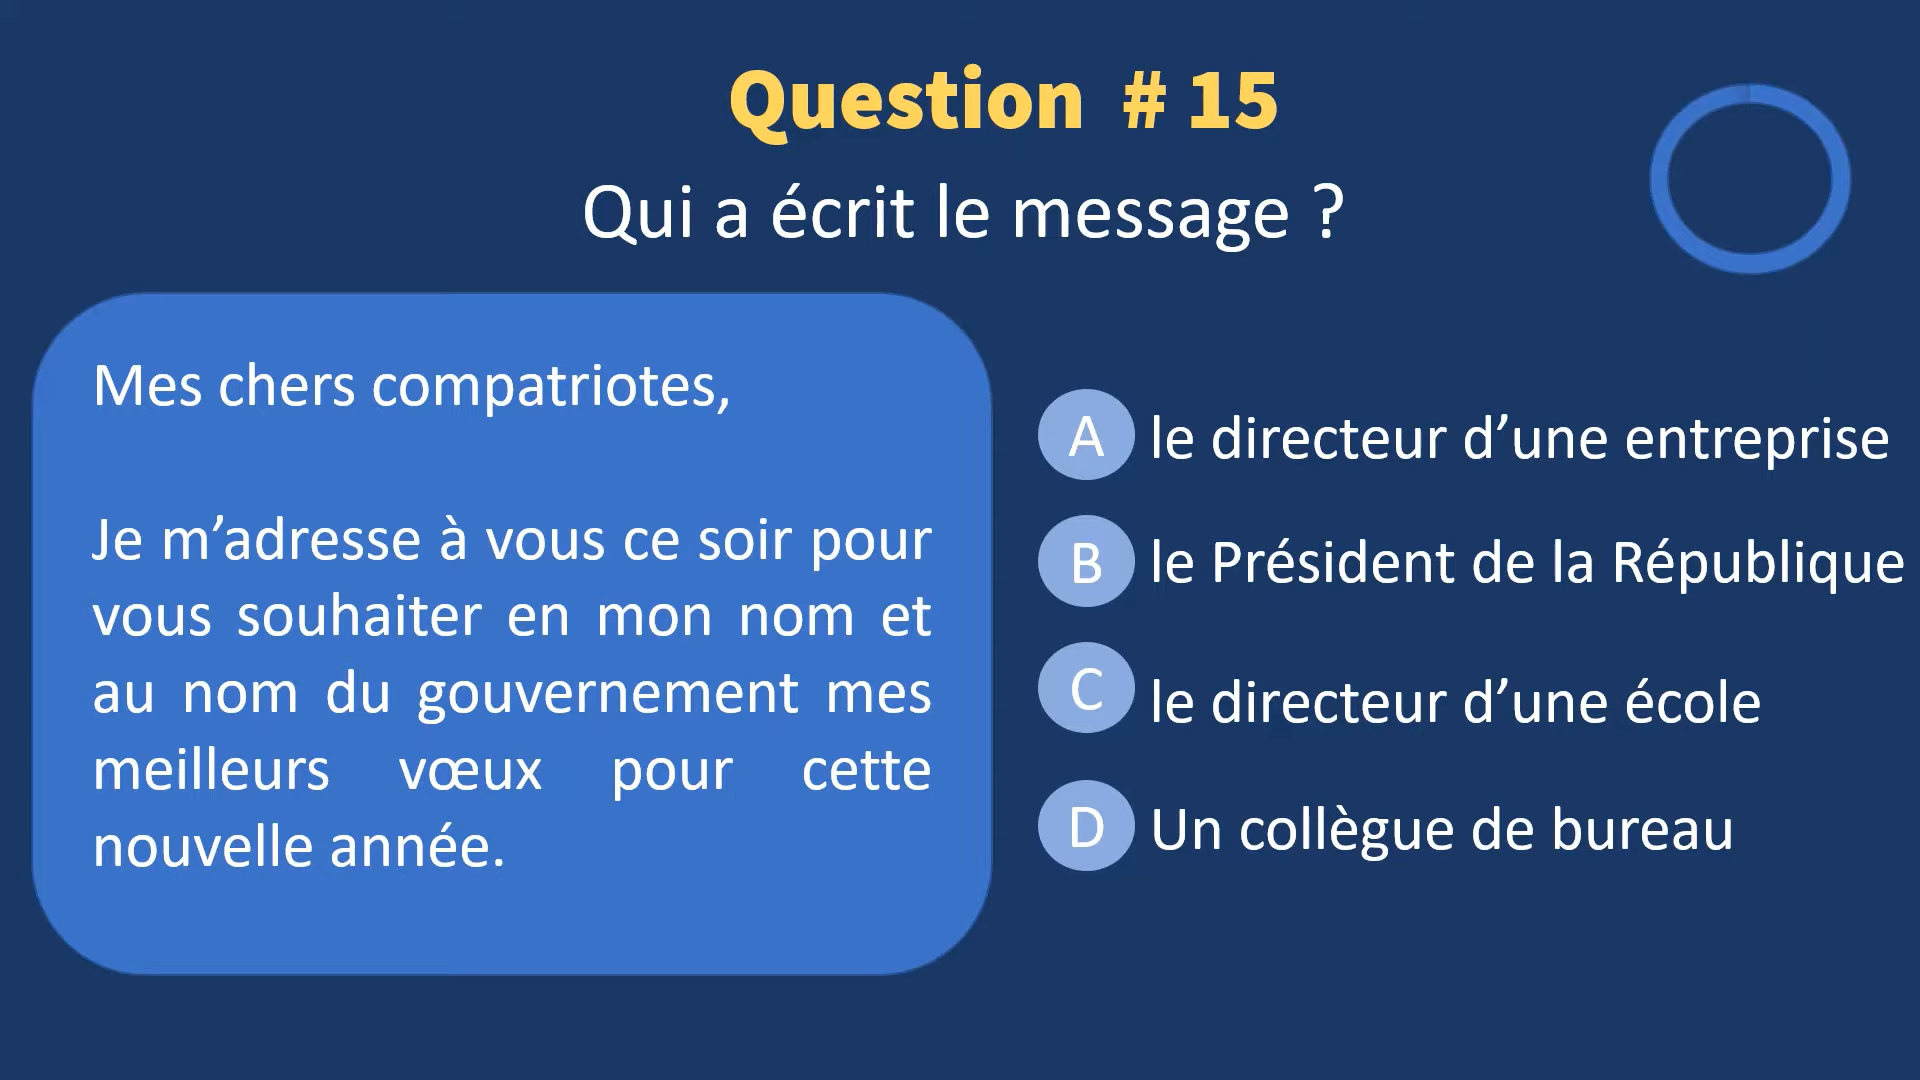 Question # 15
Qui a écrit le message ?
Mes chers compatriotes,
Je m’adresse à vous ce soir pour
vous souhaiter en mon nom et
au nom du gouvernement mes
meilleurs vœux pour cette
nouvelle année.
A le directeur d’une entreprise
B le Président de la République
C le directeur d’une école
D Un collègue de bureau